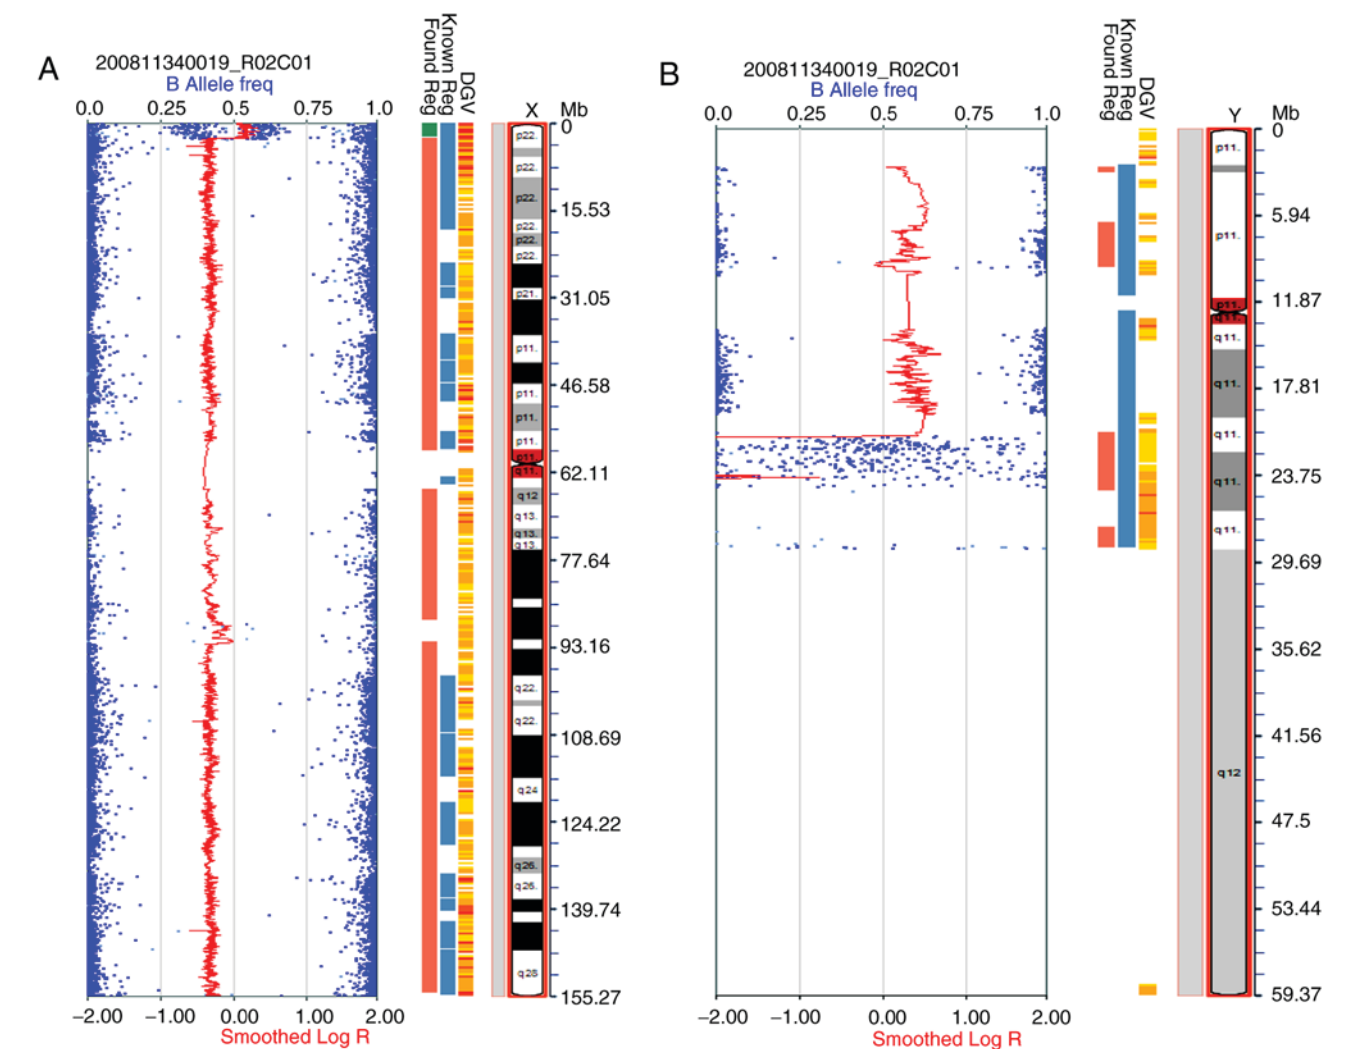 A
200811340019_R02C01
B Allele freq
0.0 0.25 0.5 0.75 1.0
Found Reg
Known Reg
DGV
X
Mb
0
15.53
31.05
46.58
62.11
77.64
93.16
108.69
124.22
139.74
155.27
p22.
p22.
p22.
p22.
p22.
p22.
p21.
p11.
p11.
p11.
p11.
p11.
q11.
q12
q13.
q13.
q13.
q22.
q22.
q24
q26.
q26.
q28
−2.00 −1.00 0.00 1.00 2.00
Smoothed Log R
B
200811340019_R02C01
B Allele freq
0.0 0.25 0.5 0.75 1.0
Found Reg
Known Reg
DGV
Y
Mb
0
5.94
11.87
17.81
23.75
29.69
35.62
41.56
47.5
53.44
59.37
p11.
p11.
p11.
q11.
q11.
q11.
q11.
q11.
q11.
q12
−2.00 −1.00 0.00 1.00 2.00
Smoothed Log R